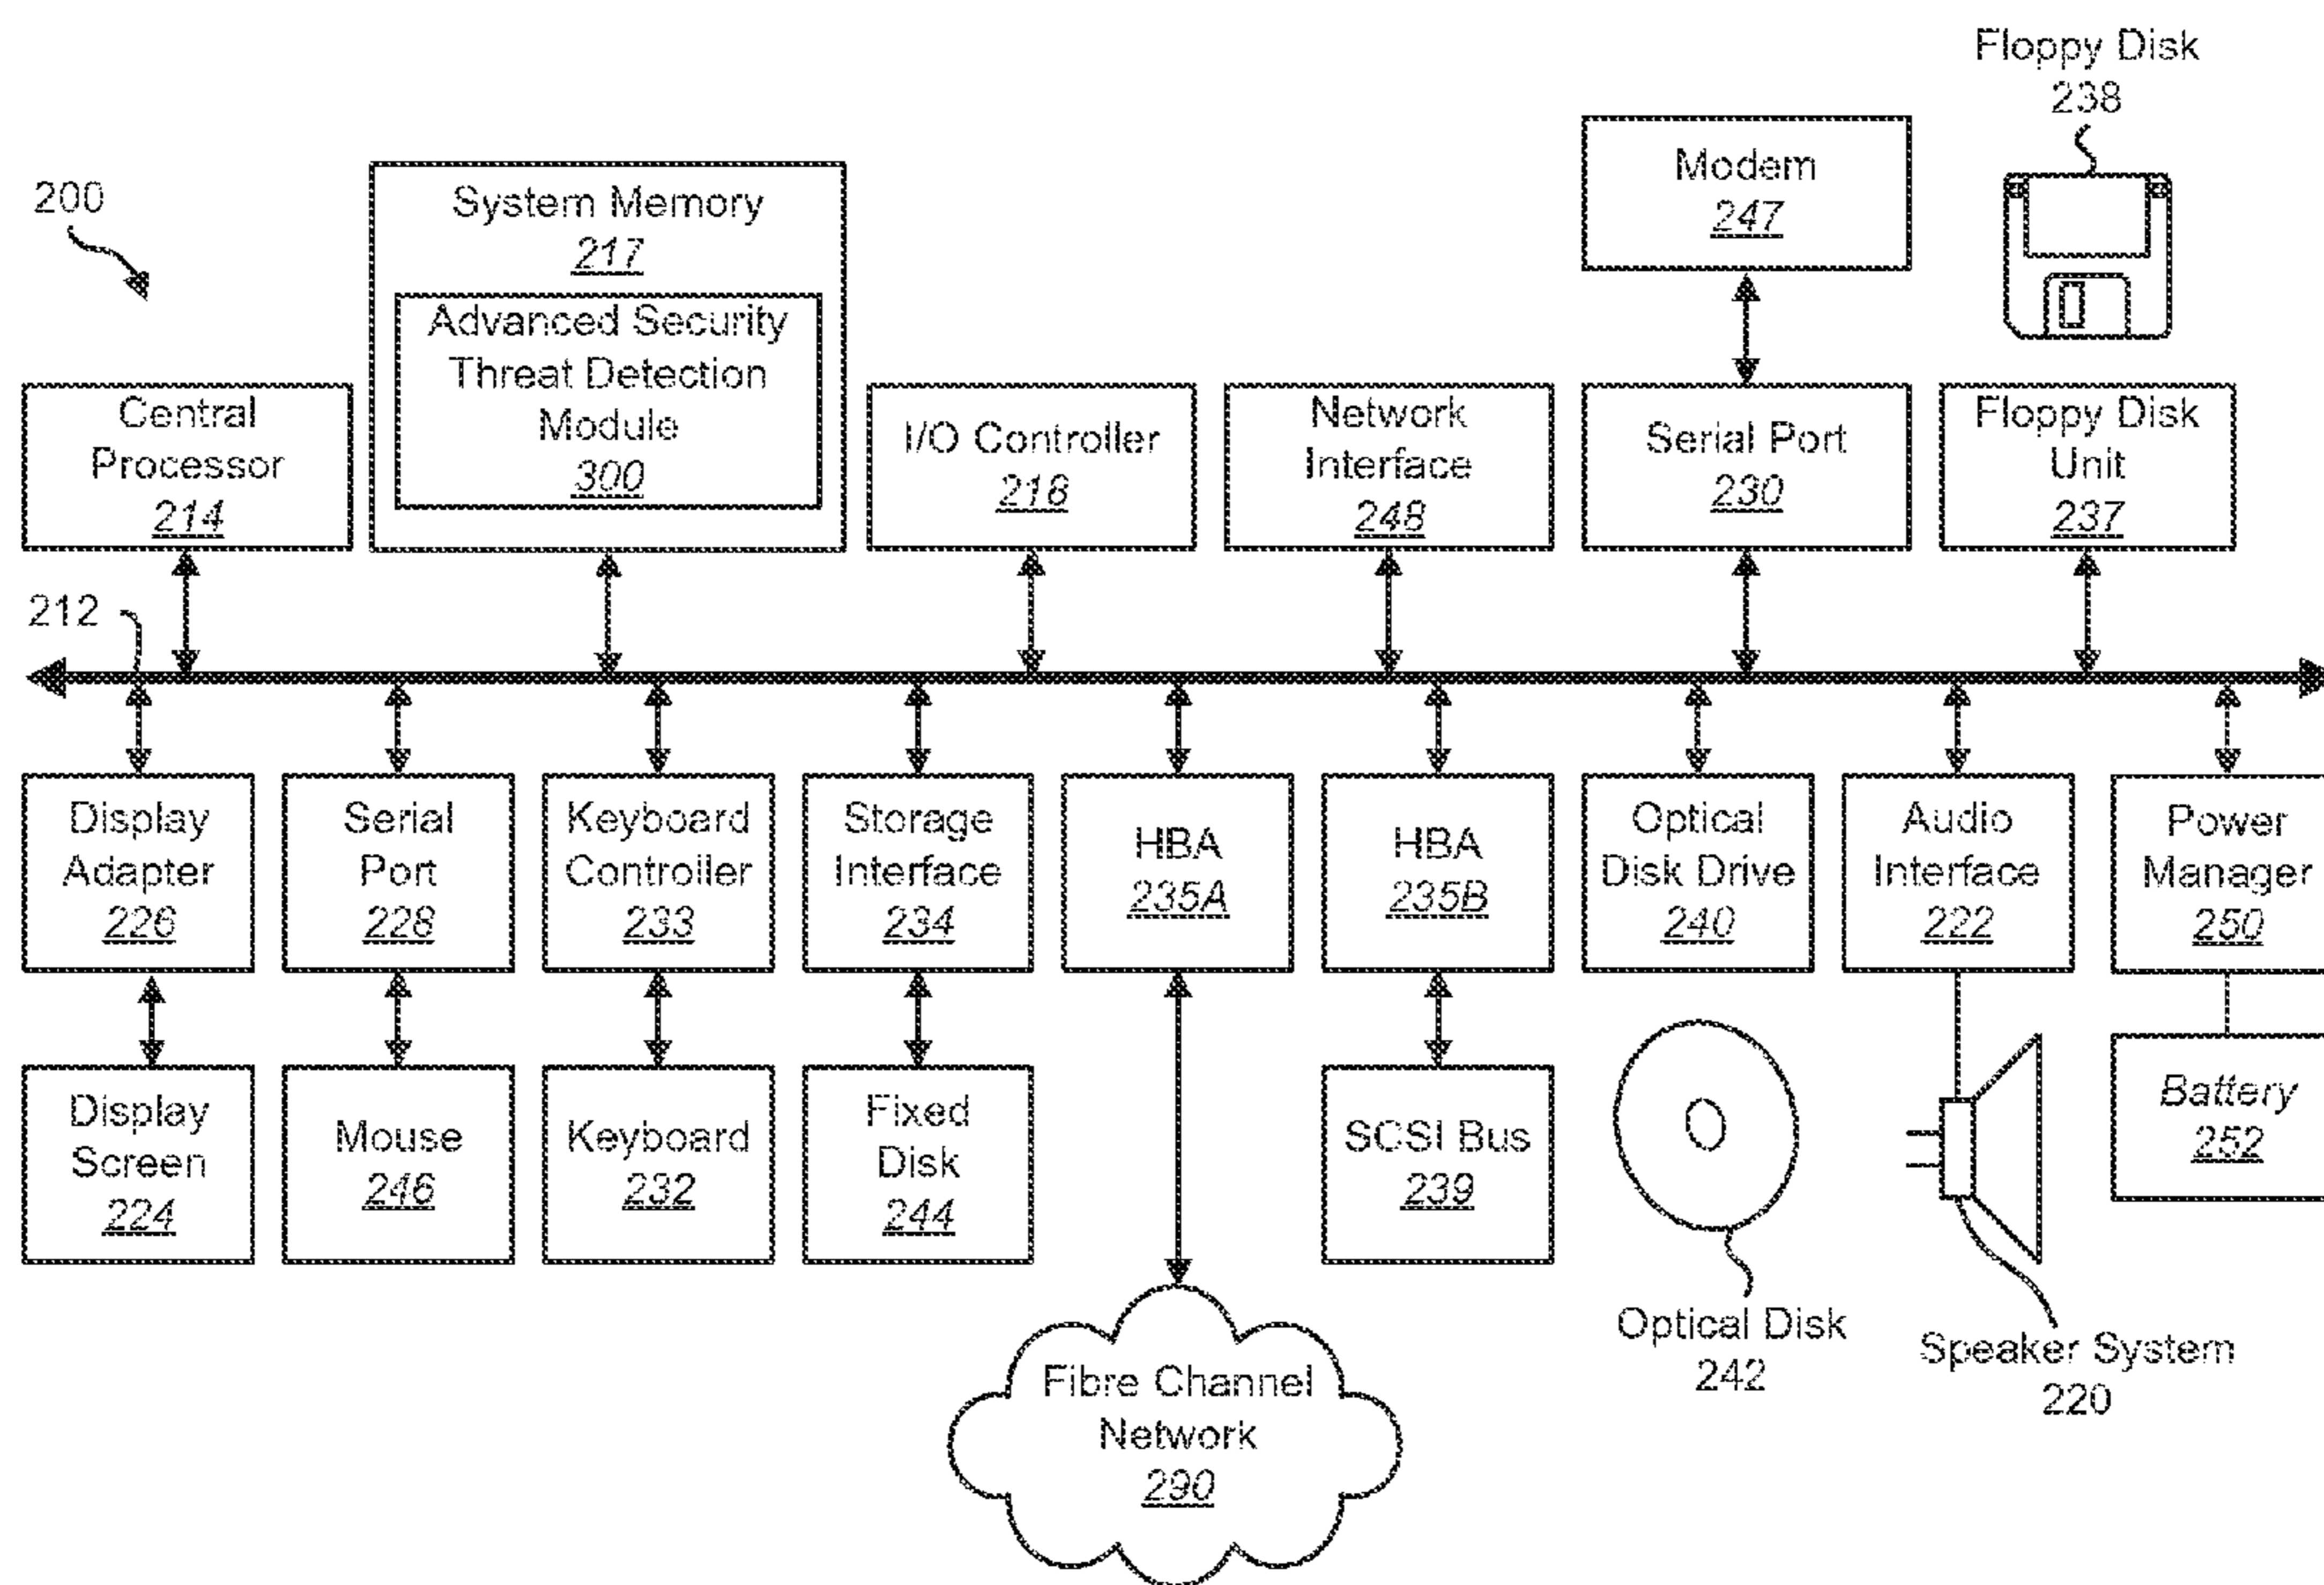 Floppy Disk
238
200
System Memory
217
Advanced Security
Threat Detection
Module
300
Modem
247
Central
Processor
214
I/O Controller
218
Network
Interface
248
Serial Port
230
Floppy Disk
Unit
237
212
Display
Adapter
226
Serial
Port
228
Keyboard
Controller
233
Storage
Interface
234
HBA
235A
HBA
235B
Optical
Disk Drive
240
Audio
Interface
222
Power
Manager
250
Display
Screen
224
Mouse
246
Keyboard
232
Fixed
Disk
244
SCSI Bus
239
Battery
252
Optical Disk
242
Speaker System
220
Fibre Channel
Network
290